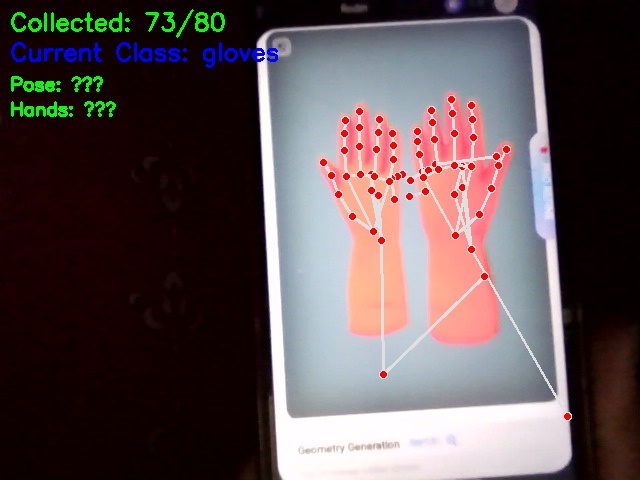 Collected: 73/80
Current Class: gloves
Pose: ???
Hands: ???
Geometry Generation